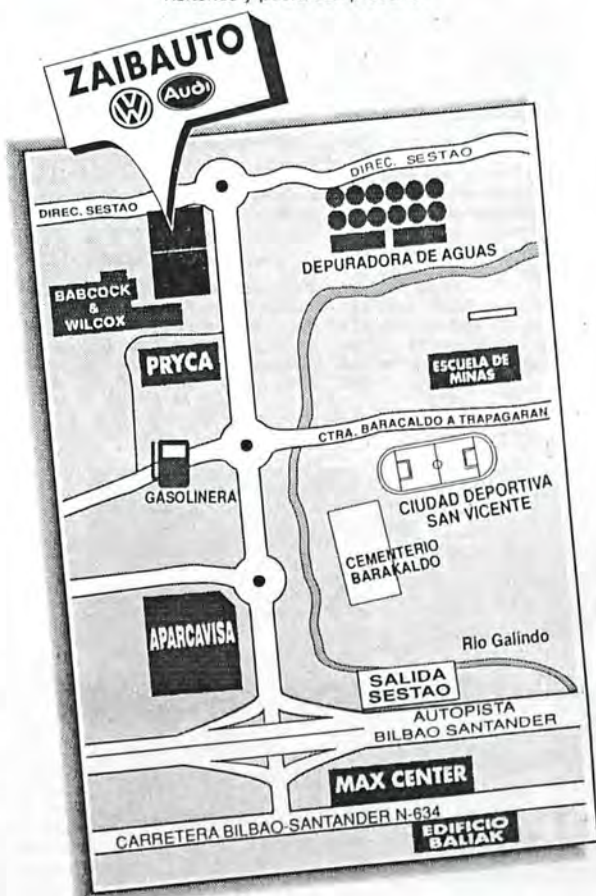 ZAIBAUTO
Audi
DIREC. SESTAO
DIREC. SESTAO
DEPURADORA DE AGUAS
BABCOCK
&
WILCOX
PRYCA
ESCUELA DE
MINAS
CTRA. BARACALDO A TRAPAGARAN
GASOLINERA
CIUDAD DEPORTIVA
SAN VICENTE
CEMENTERIO
BARAKALDO
APARCAVISA
Rio Galindo
SALIDA
SESTAO
AUTOPISTA
BILBAO SANTANDER
MAX CENTER
CARRETERA BILBAO-SANTANDER N-634
EDIFICIO
BALIAK